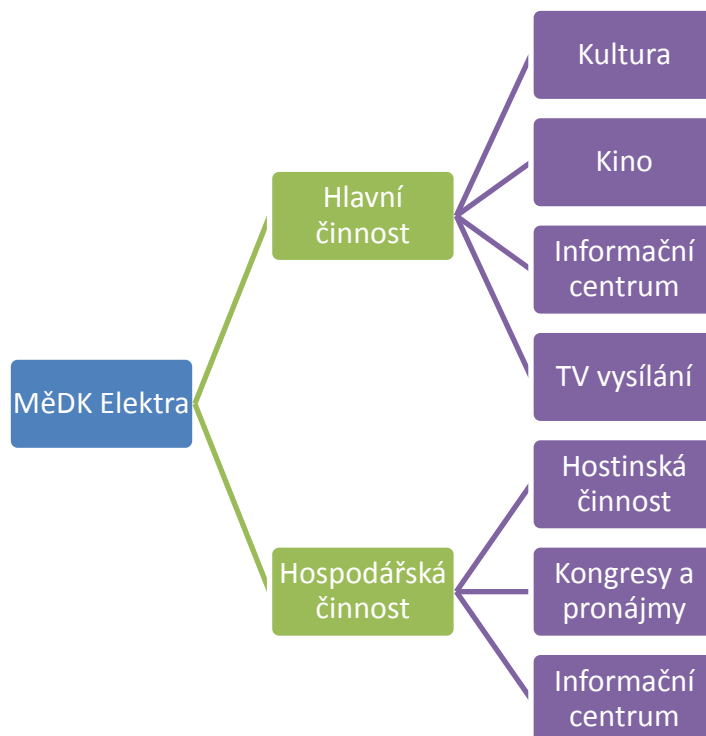 MěDK Elektra
Hlavní
činnost
Kultura
Kino
Informační
centrum
TV vysílání
Hospodářská
činnost
Hostinská
činnost
Kongresy a
pronájmy
Informační
centrum